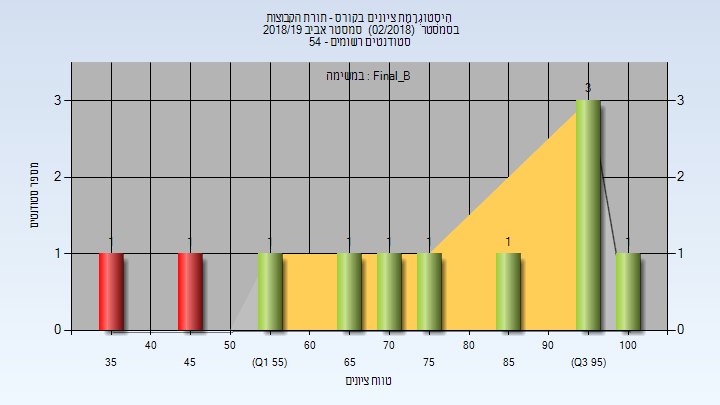 היסטוגרמת ציונים בקורס - תורת הקבוצות
בסמסטר (02/2018) סמסטר אביב 2018/19
סטודנטים רשומים - 54
במשימה : Final_B
3 3
3
2 2
מספר סטודנטים
1 1 1 1 1 1 1 1
1 1
0 0
40 50 60 70 80 90 100
35 45 (Q1 55) 65 75 85 (Q3 95)
טווח ציונים